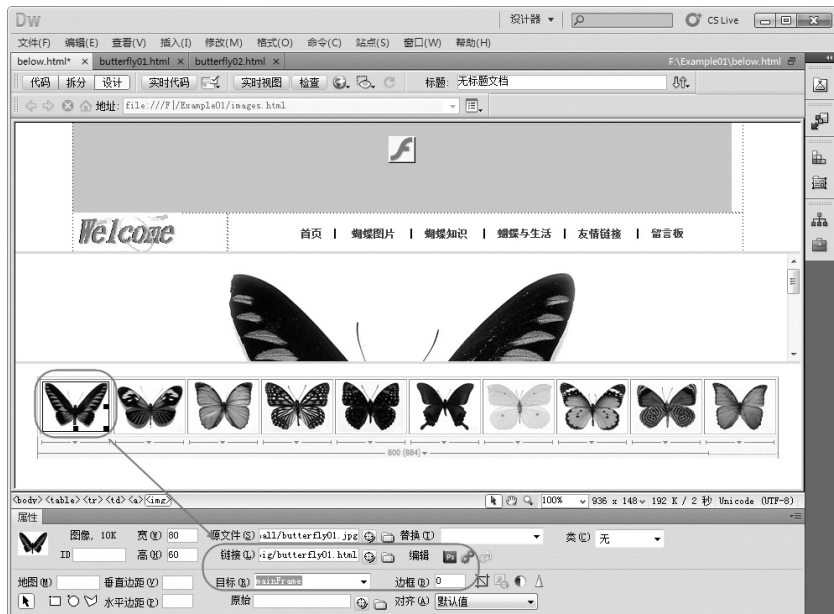 Dw 设计器 CS Live
文件(F) 编辑(E) 查看(V) 插入(I) 修改(M) 格式(O) 命令(C) 站点(S) 窗口(W) 帮助(H)
below.html* × butterfly01.html × butterfly02.html × F:\Example01\below.html
代码 拆分 设计 实时代码 实时视图 检查 标题: 无标题文档
地址: file:///F|/Example01/images.html
Welcome 首页 | 蝴蝶图片 | 蝴蝶知识 | 蝴蝶与生活 | 友情链接 | 留言板
800 (884)
<body> <table> <tr> <td> <a> <img> 100% 936 x 148 192 K / 2 秒 Unicode (UTF-8)
属性
图像, 10K 宽(W) 80 源文件(S) all/butterfly01.jpg 替换(T) 类(C) 无
ID 高(H) 60 链接(L) ig/butterfly01.html 编辑 Ps
地图(M) 垂直边距(V) 目标(R) mainFrame 边框(B) 0
水平边距(P) 原始 对齐(A) 默认值